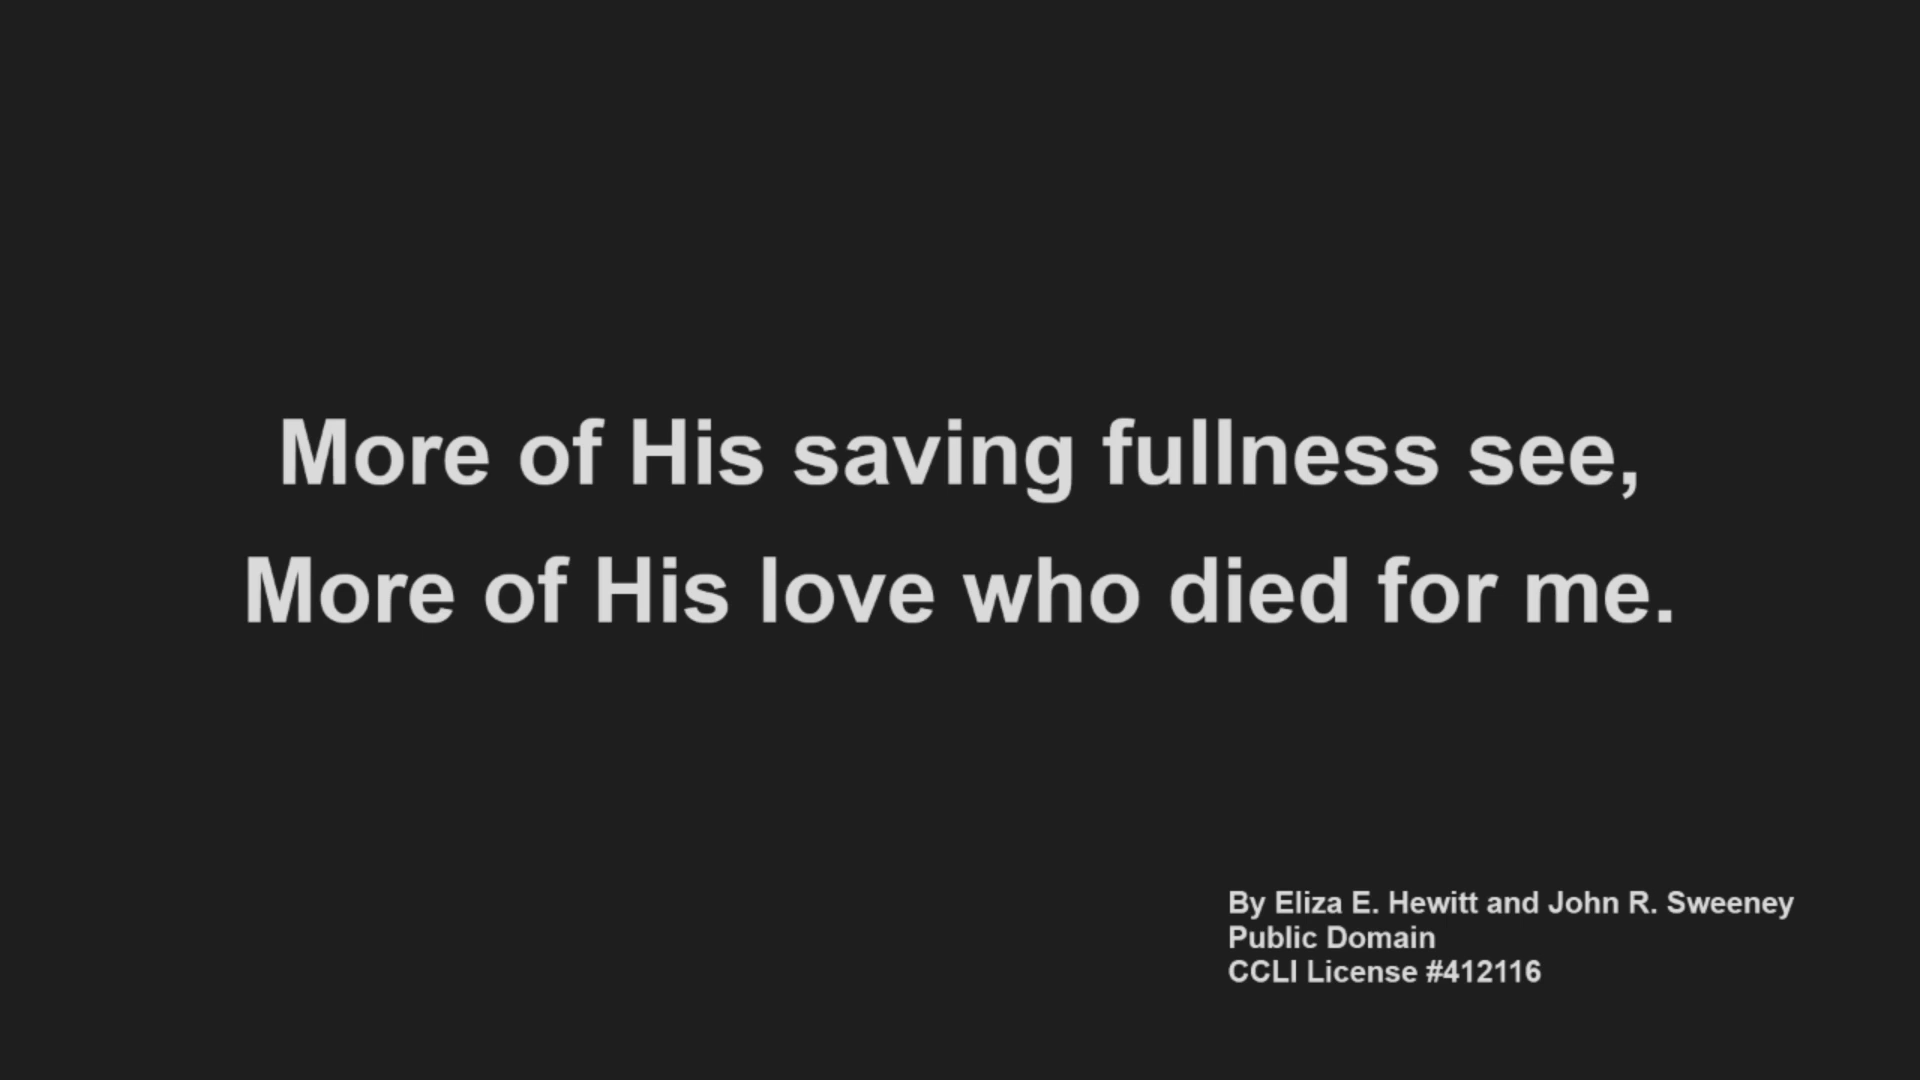 More of His saving fullness see,
More of His love who died for me.
By Eliza E. Hewitt and John R. Sweeney
Public Domain
CCLI License #412116